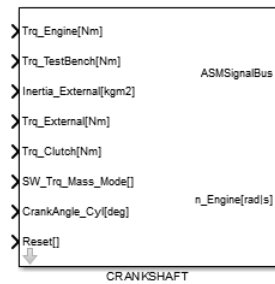 Trq_Engine[Nm]
Trq_TestBench[Nm]
ASMSignalBus
Inertia_External[kgm2]
Trq_External[Nm]
Trq_Clutch[Nm]
SW_Trq_Mass_Mode[]
n_Engine[rad|s]
CrankAngle_Cyl[deg]
Reset[]
CRANKSHAFT